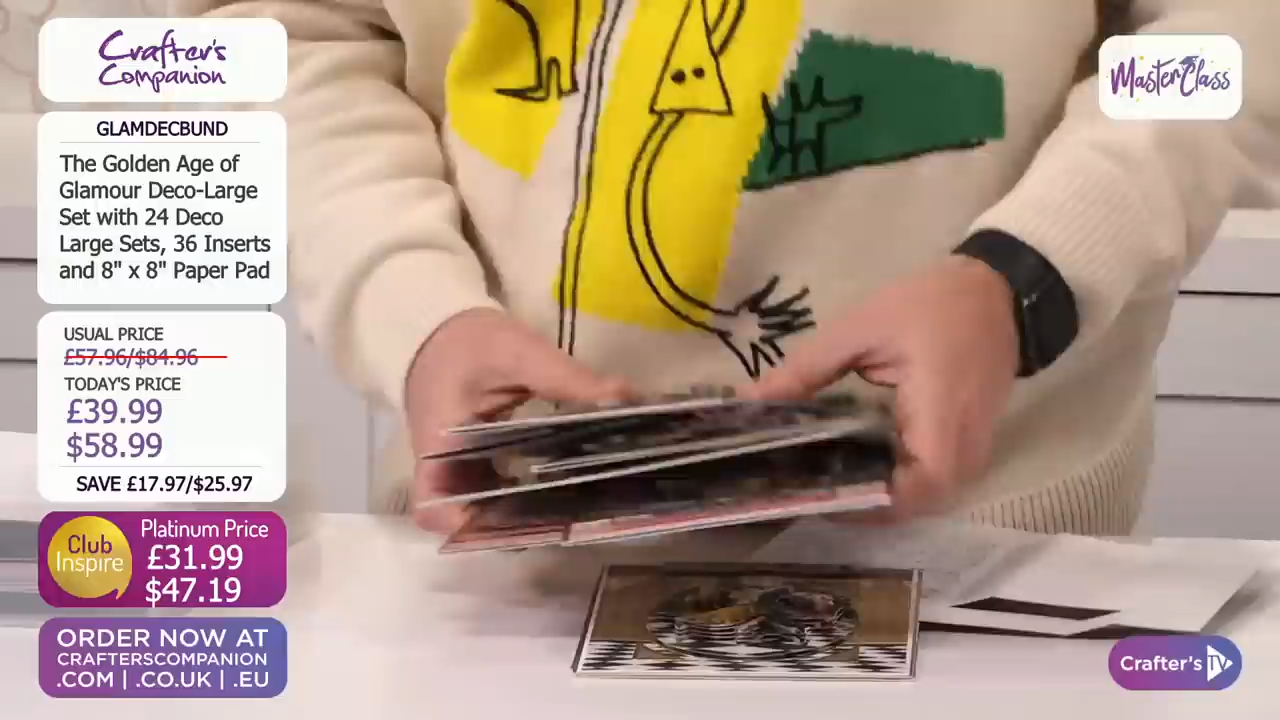 Crafter's
Companion
GLAMDECBUND
The Golden Age of
Glamour Deco-Large
Set with 24 Deco
Large Sets, 36 Inserts
and 8" x 8" Paper Pad
USUAL PRICE
£57.96/$84.96
TODAY'S PRICE
£39.99
$58.99
SAVE £17.97/$25.97
Club
Inspire
Platinum Price
£31.99
$47.19
ORDER NOW AT
CRAFTERSCOMPANION
.COM | .CO.UK | .EU
MasterClass
Crafter's TV